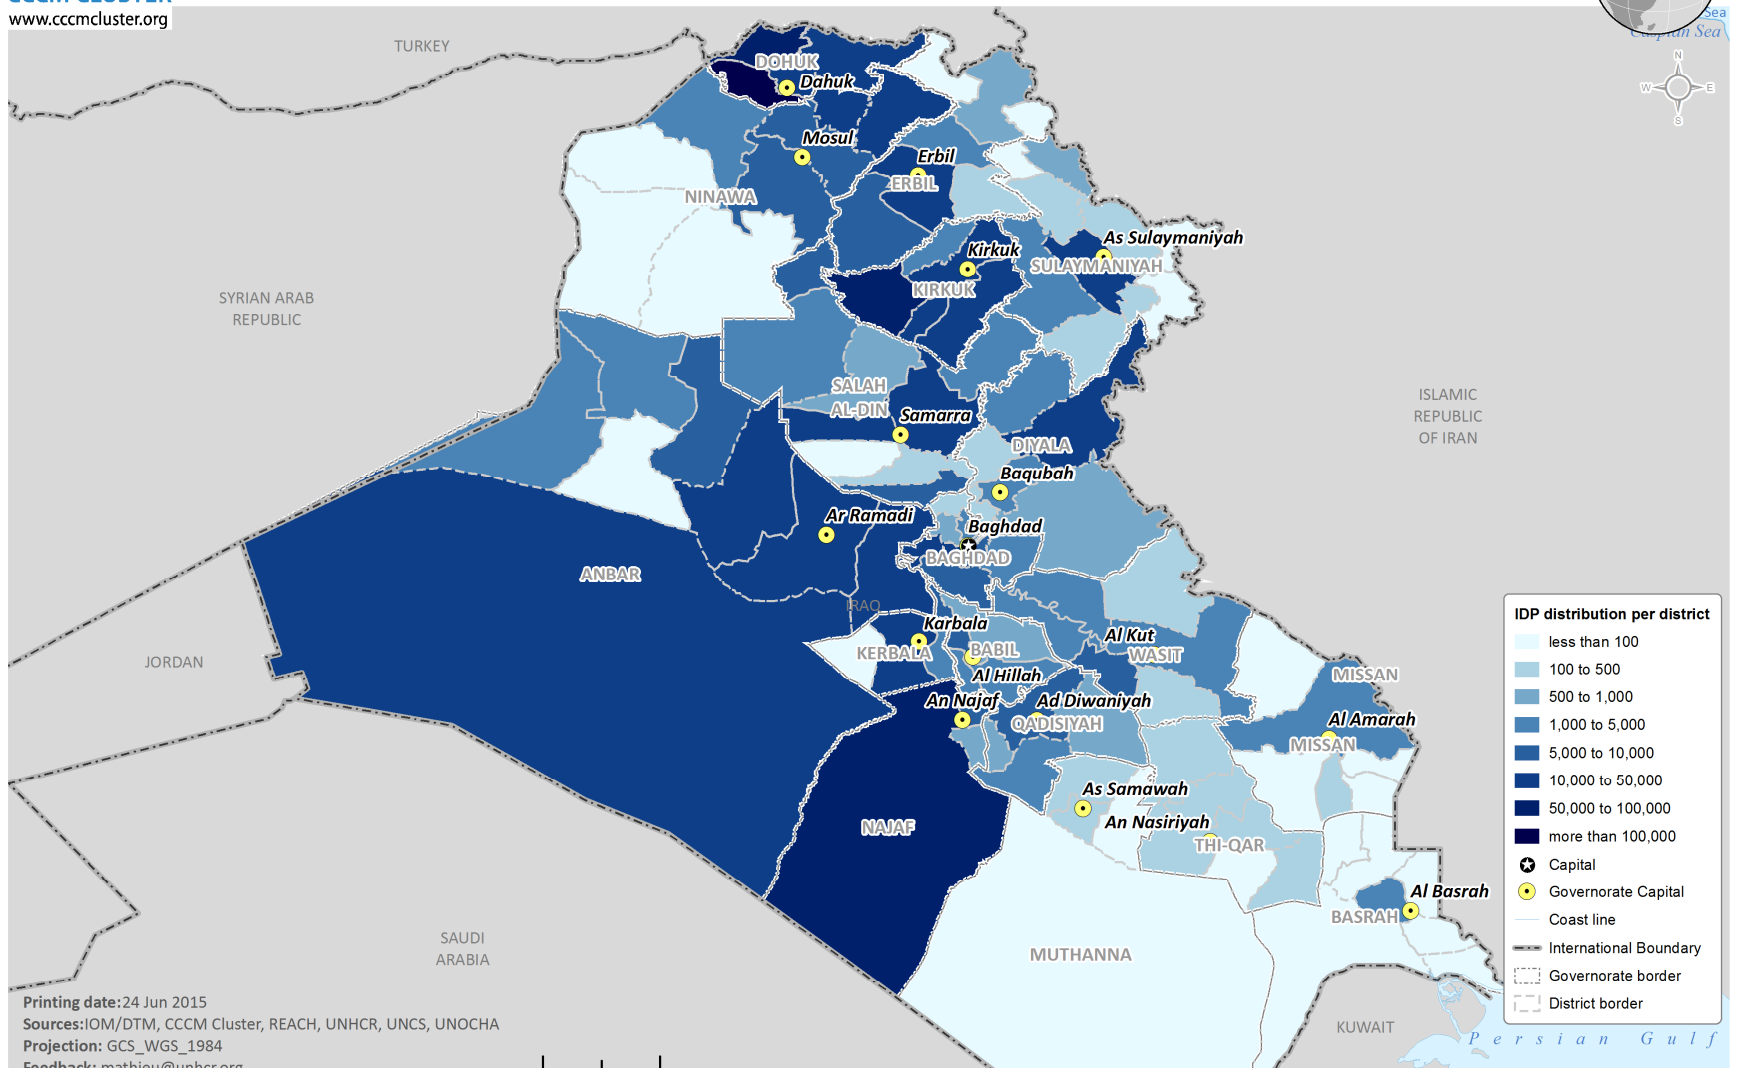 CCCM CLUSTER
www.cccmcluster.org
Sea
Caspian Sea
TURKEY
N
W
E
S
DOHUK
Dahuk
Mosul
Erbil
ERBIL
NINAWA
As Sulaymaniyah
Kirkuk
SULAYMANIYAH
KIRKUK
SYRIAN ARAB
REPUBLIC
SALAH
AL-DIN
Samarra
ISLAMIC
REPUBLIC
OF IRAN
DIYALA
Baqubah
Ar Ramadi
Baghdad
BAGHDAD
ANBAR
IRAQ
Karbala
KERBALA
BABIL
Al Kut
WASIT
JORDAN
Al Hillah
MISSAN
An Najaf
Ad Diwaniyah
QADISIYAH
Al Amarah
MISSAN
As Samawah
An Nasiriyah
NAJAF
THI-QAR
Al Basrah
BASRAH
SAUDI
ARABIA
MUTHANNA
KUWAIT
Persian Gulf
IDP distribution per district
less than 100
100 to 500
500 to 1,000
1,000 to 5,000
5,000 to 10,000
10,000 to 50,000
50,000 to 100,000
more than 100,000
Capital
Governorate Capital
Coast line
International Boundary
Governorate border
District border
Printing date:24 Jun 2015
Sources:IOM/DTM, CCCM Cluster, REACH, UNHCR, UNCS, UNOCHA
Projection: GCS_WGS_1984
Feedback: mathieu@unhcr.org